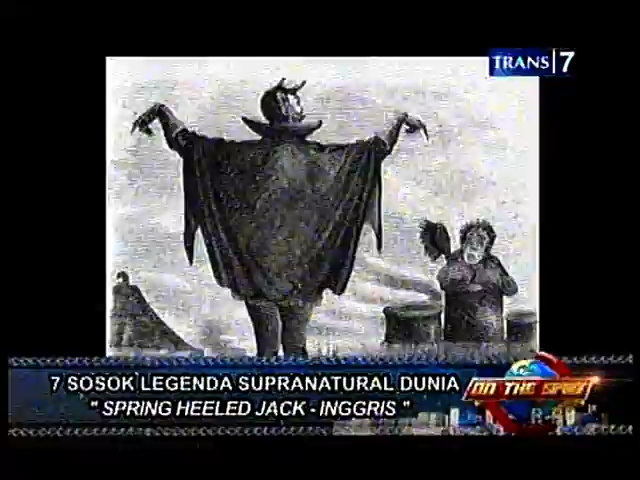 TRANS 7
7 SOSOK LEGENDA SUPRANATURAL DUNIA
" SPRING HEELED JACK - INGGRIS "
ON THE SPOT